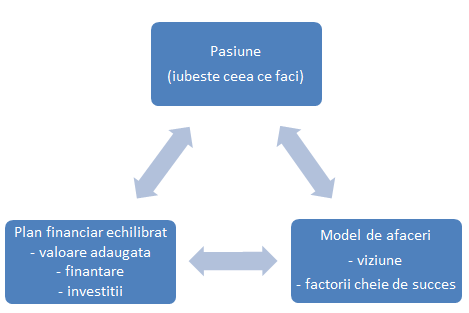 Pasiune
(iubeste ceea ce faci)
Plan financiar echilibrat
- valoare adaugata
- finantare
- investitii
Model de afaceri
- viziune
- factorii cheie de succes